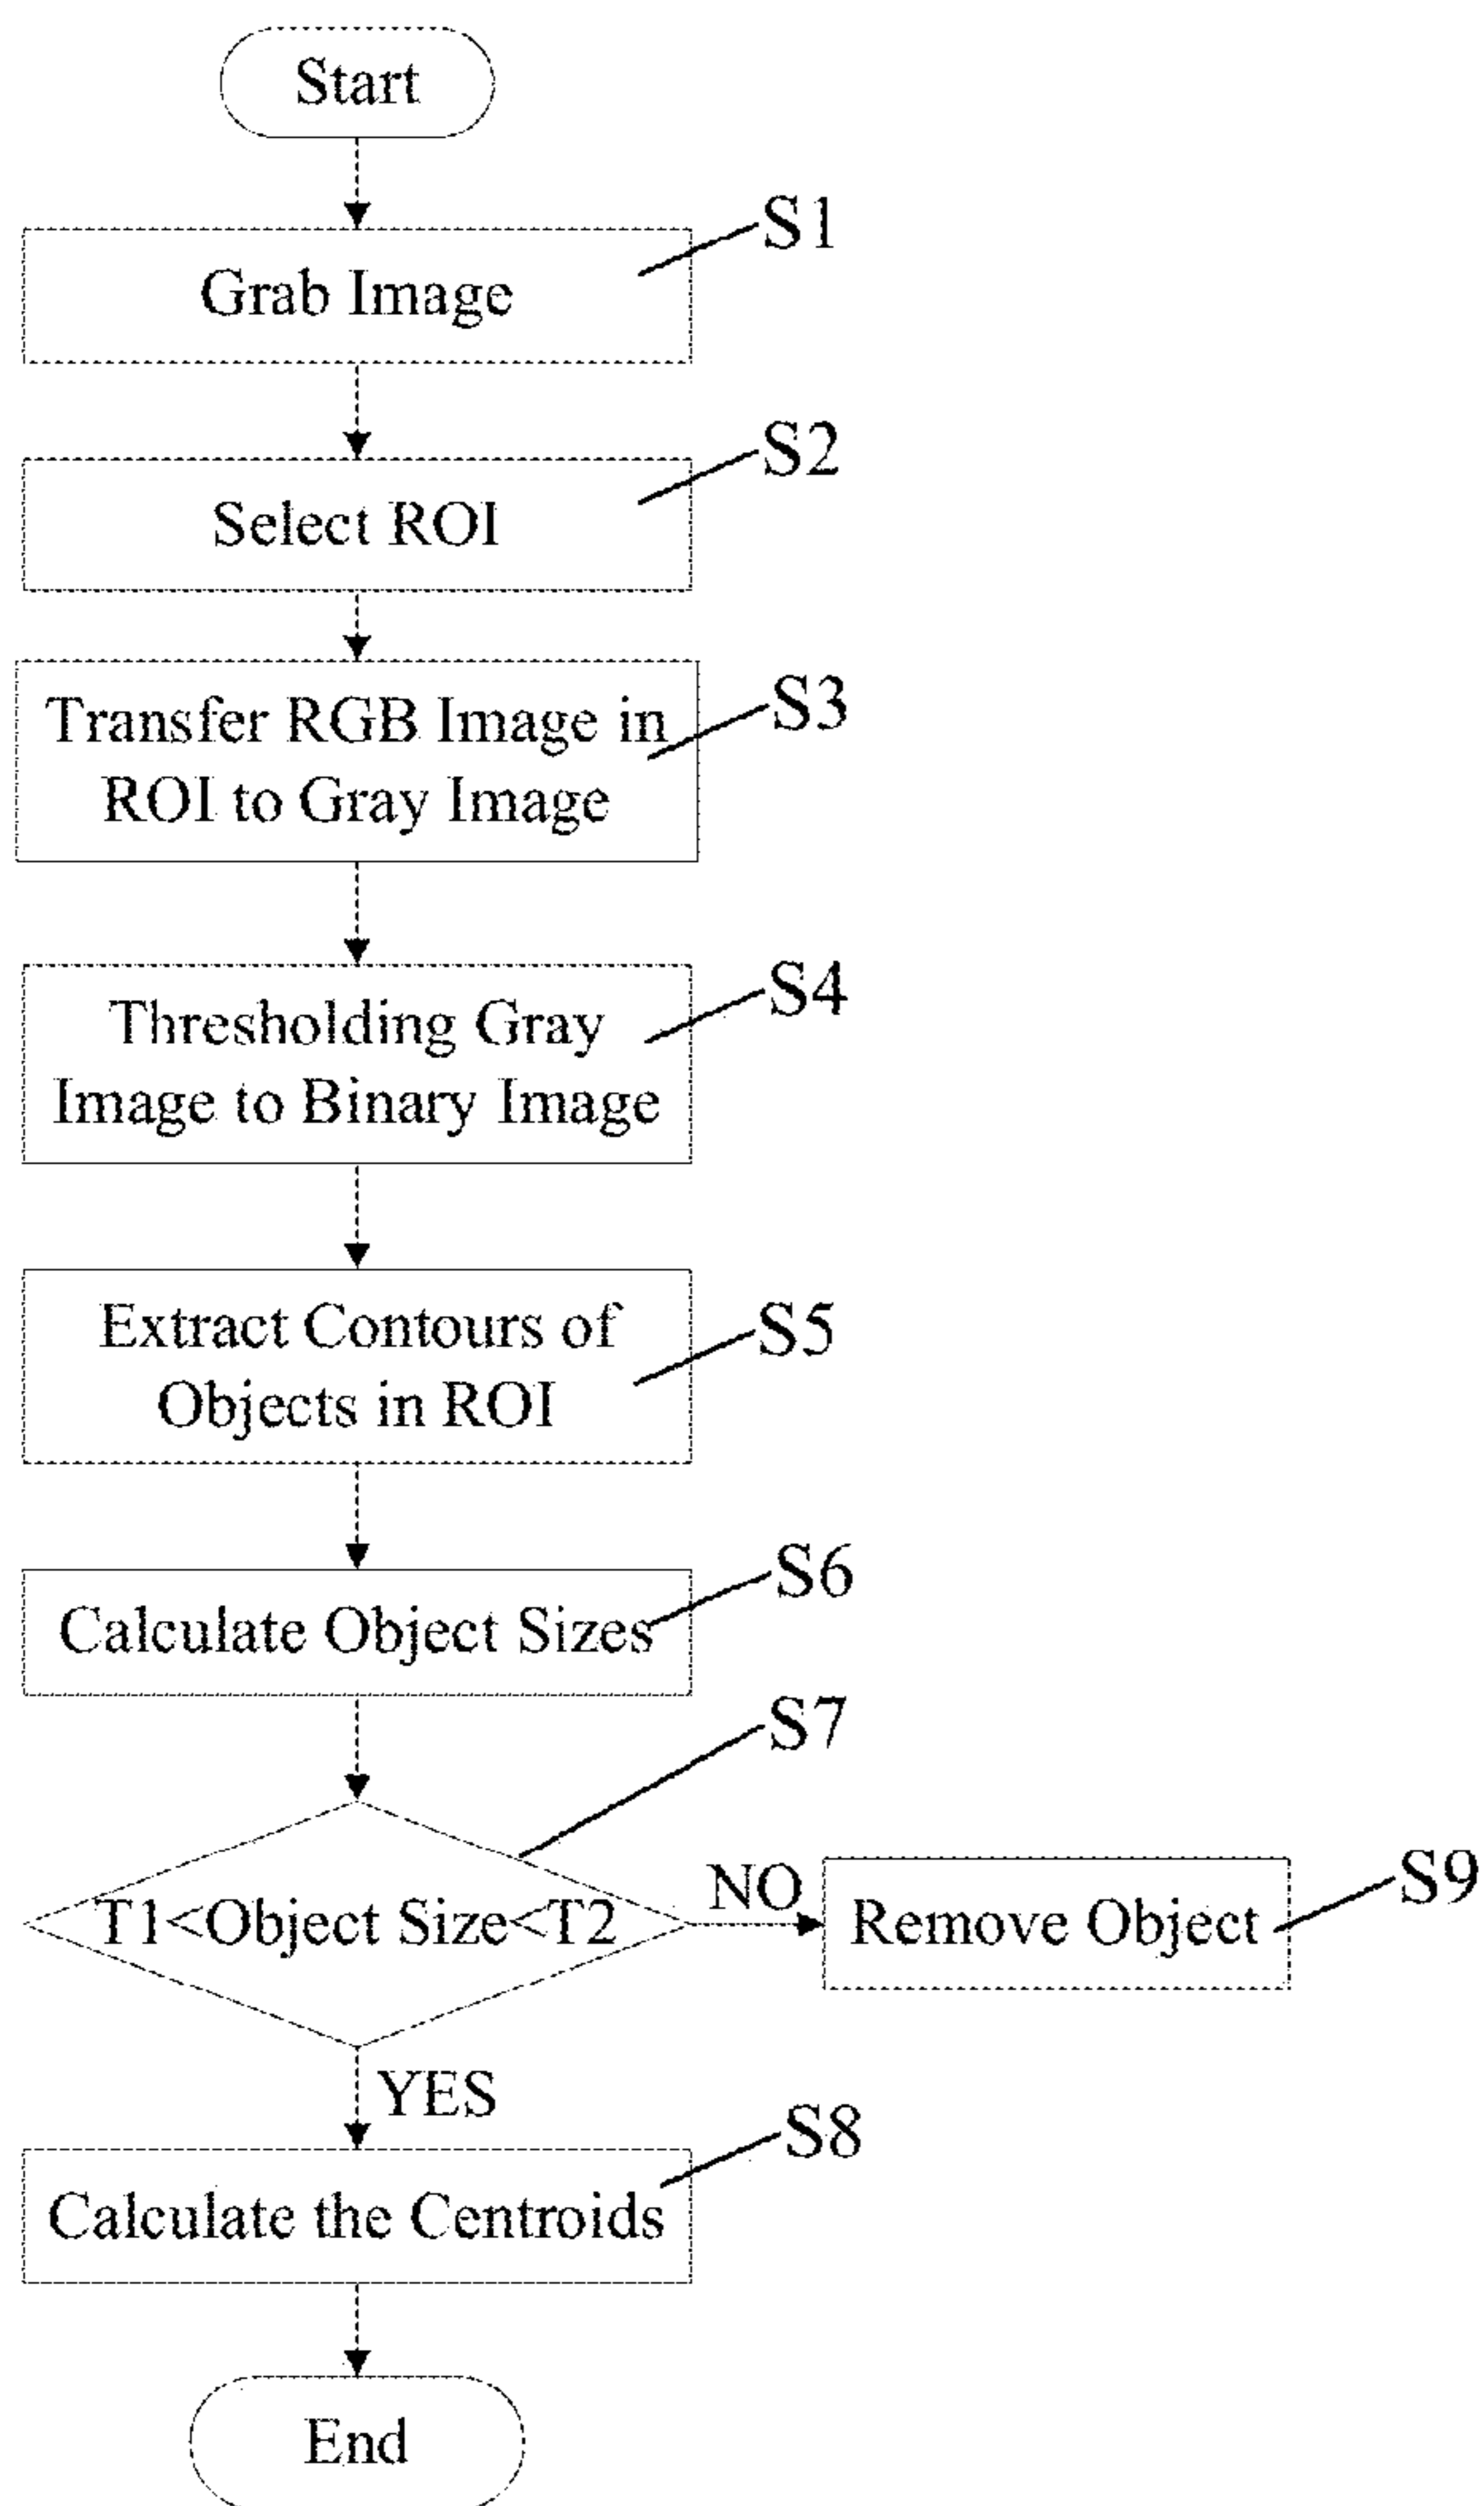 Start
S1
Grab Image
S2
Select ROI
S3
Transfer RGB Image in
ROI to Gray Image
S4
Thresholding Gray
Image to Binary Image
S5
Extract Contours of
Objects in ROI
S6
Calculate Object Sizes
S7
T1<Object Size<T2
NO
Remove Object
S9
YES
S8
Calculate the Centroids
End